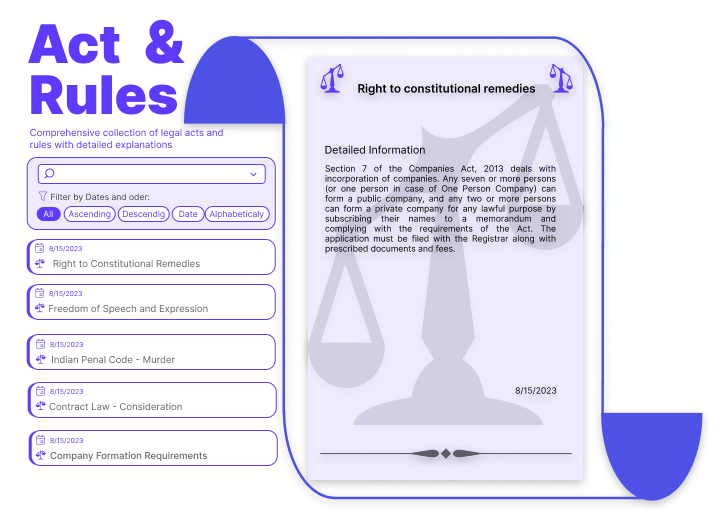 Act &
Rules
Comprehensive collection of legal acts and
rules with detailed explanations
Filter by Dates and oder:
All
Ascending
Descendig
Date
Alphabeticaly
8/15/2023
Right to Constitutional Remedies
8/15/2023
Freedom of Speech and Expression
8/15/2023
Indian Penal Code - Murder
8/15/2023
Contract Law - Consideration
8/15/2023
Company Formation Requirements
Right to constitutional remedies
Detailed Information
Section 7 of the Companies Act, 2013 deals with
incorporation of companies. Any seven or more persons
(or one person in case of One Person Company) can
form a public company, and any two or more persons
can form a private company for any lawful purpose by
subscribing their names to a memorandum and
complying with the requirements of the Act. The
application must be filed with the Registrar along with
prescribed documents and fees.
8/15/2023